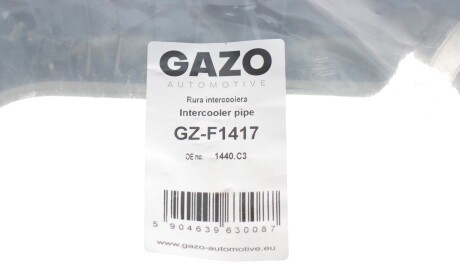 GAZO
AUTOMOTIVE
Rura intercoolera
Intercooler pipe
GZ-F1417
OE no. 1440.C3
5 904639 630087
www.gazo-automotive.eu